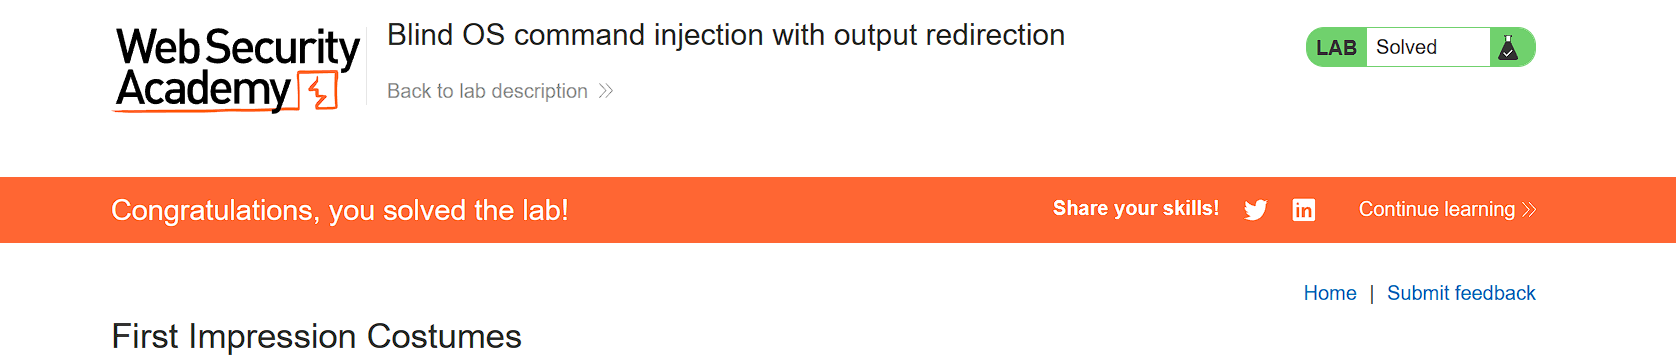 Web Security
Academy
Blind OS command injection with output redirection
Back to lab description
LAB Solved
Congratulations, you solved the lab!
Share your skills!
in
Continue learning
Home | Submit feedback
First Impression Costumes